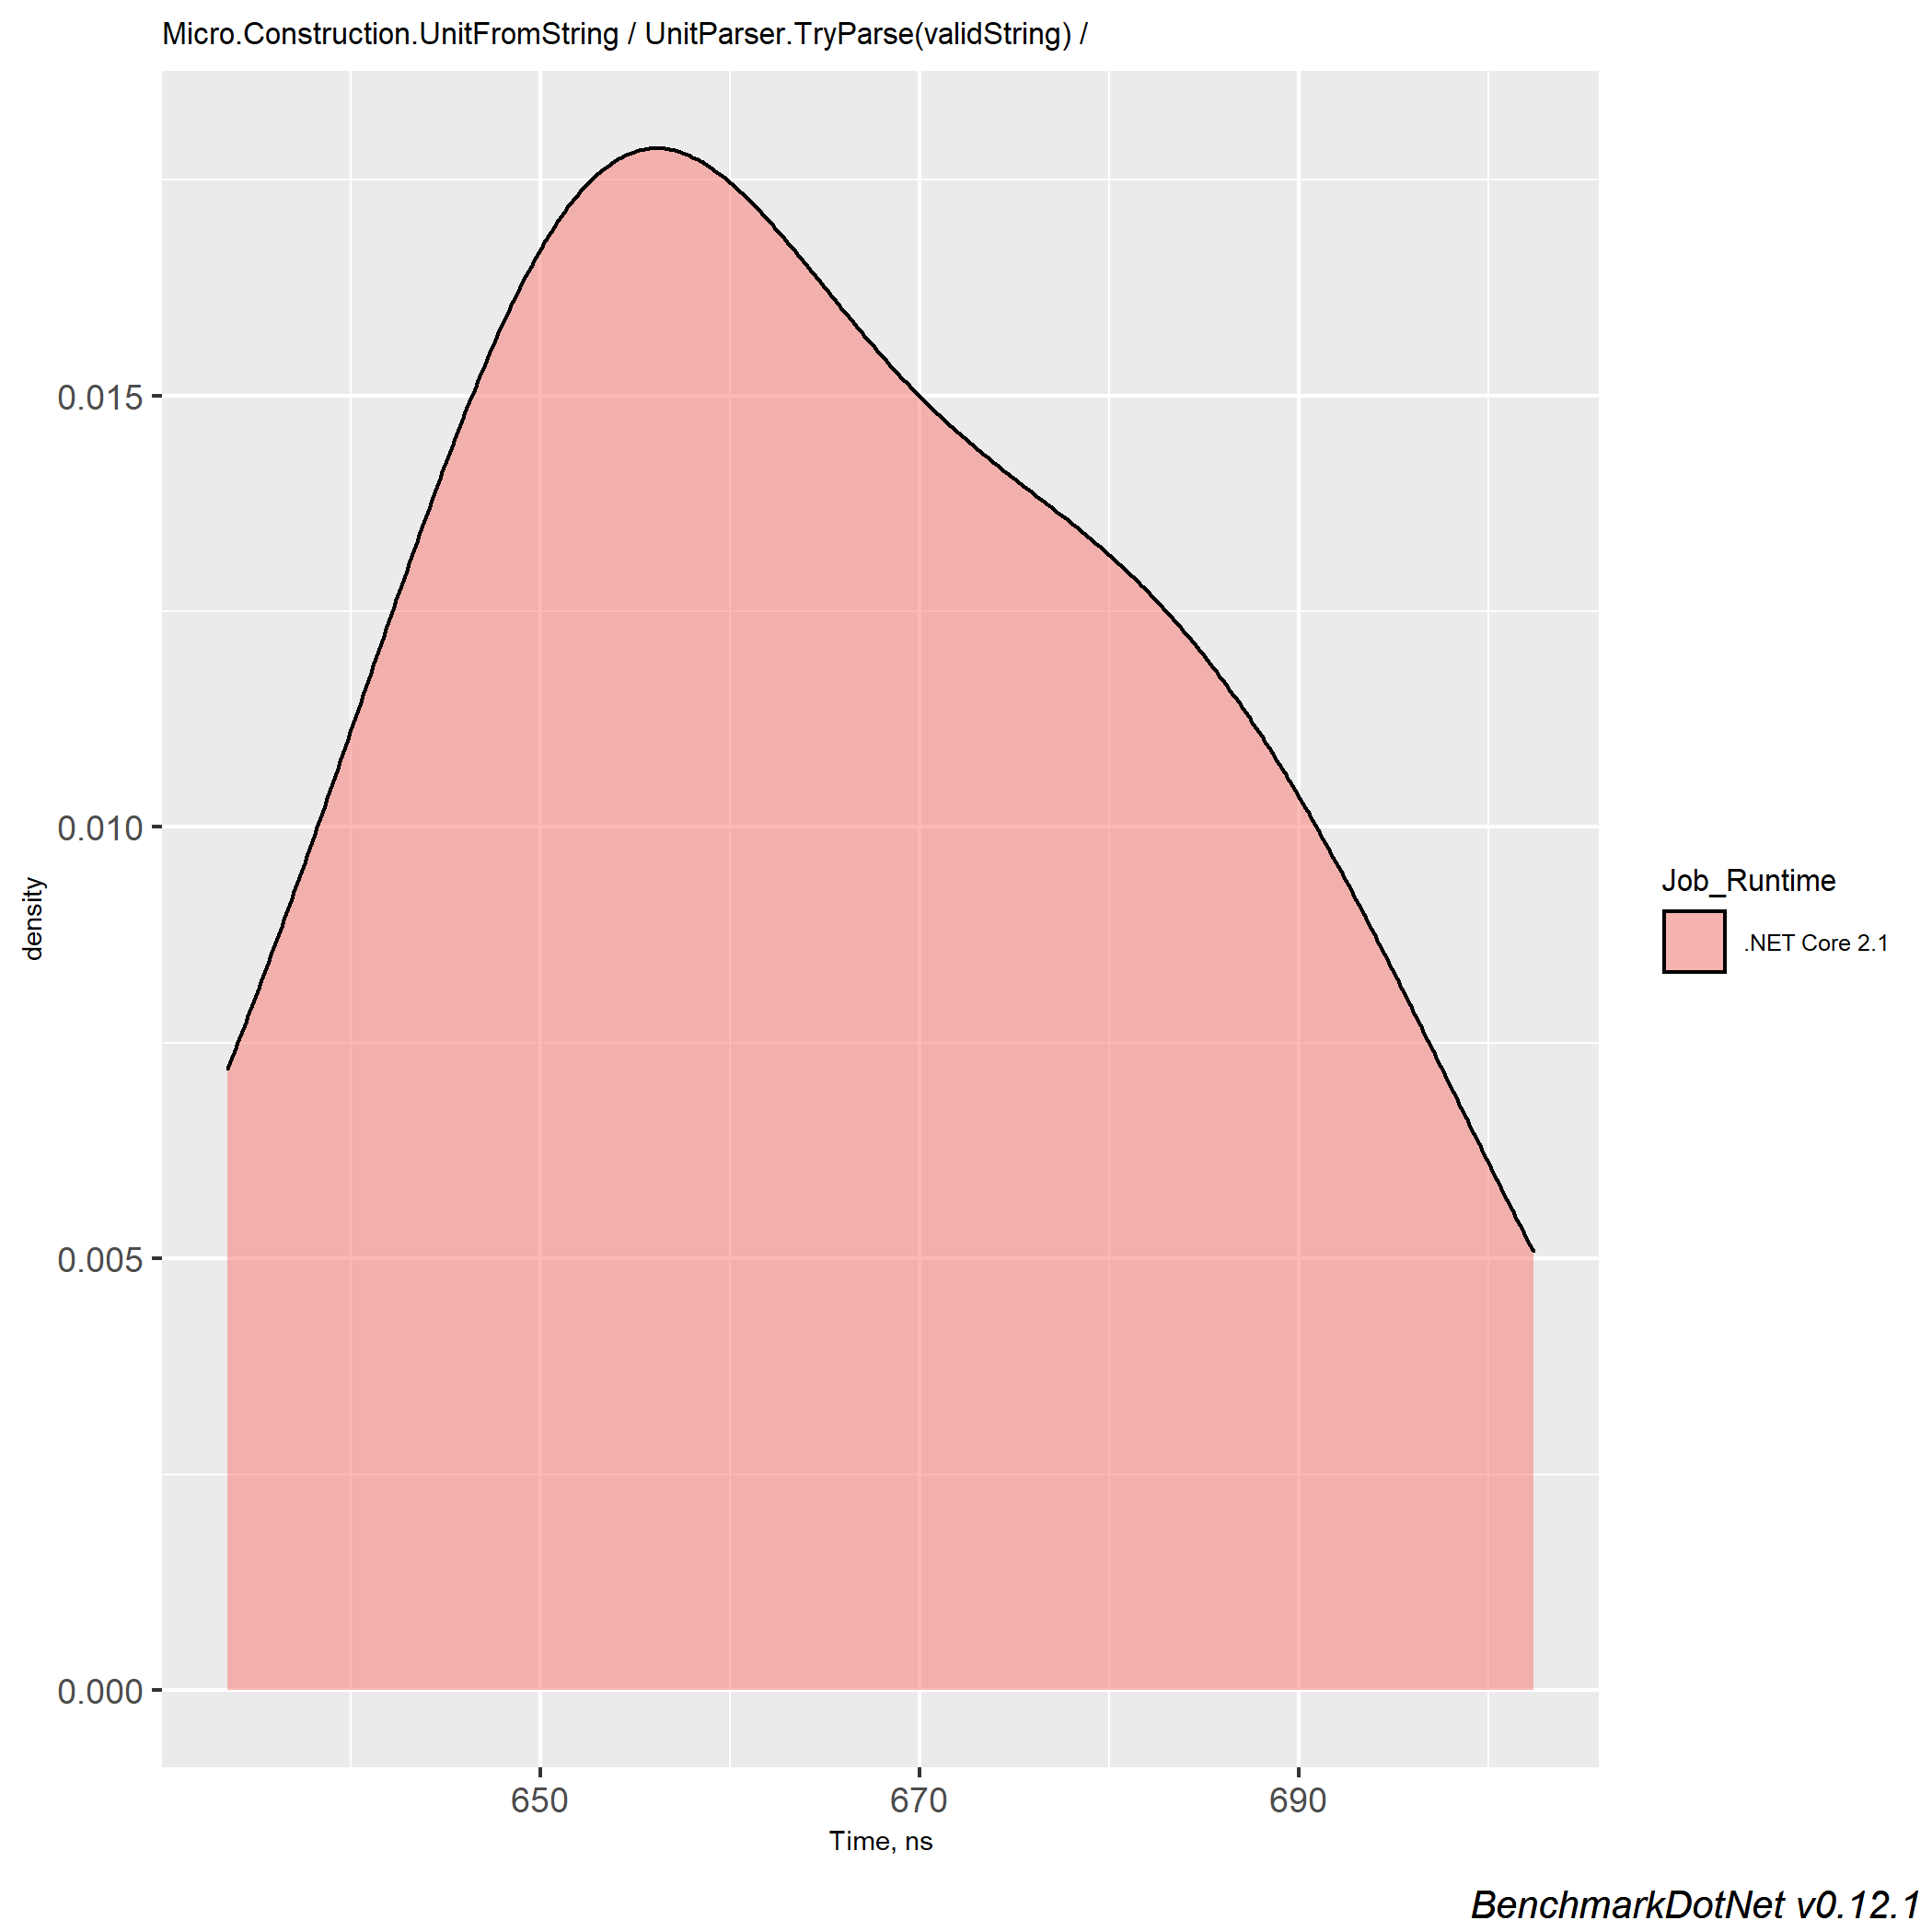 Micro.Construction.UnitFromString / UnitParser.TryParse(validString) /
0.015
0.010
0.005
0.000
density
650 670 690
Time, ns
Job_Runtime
.NET Core 2.1
BenchmarkDotNet v0.12.1